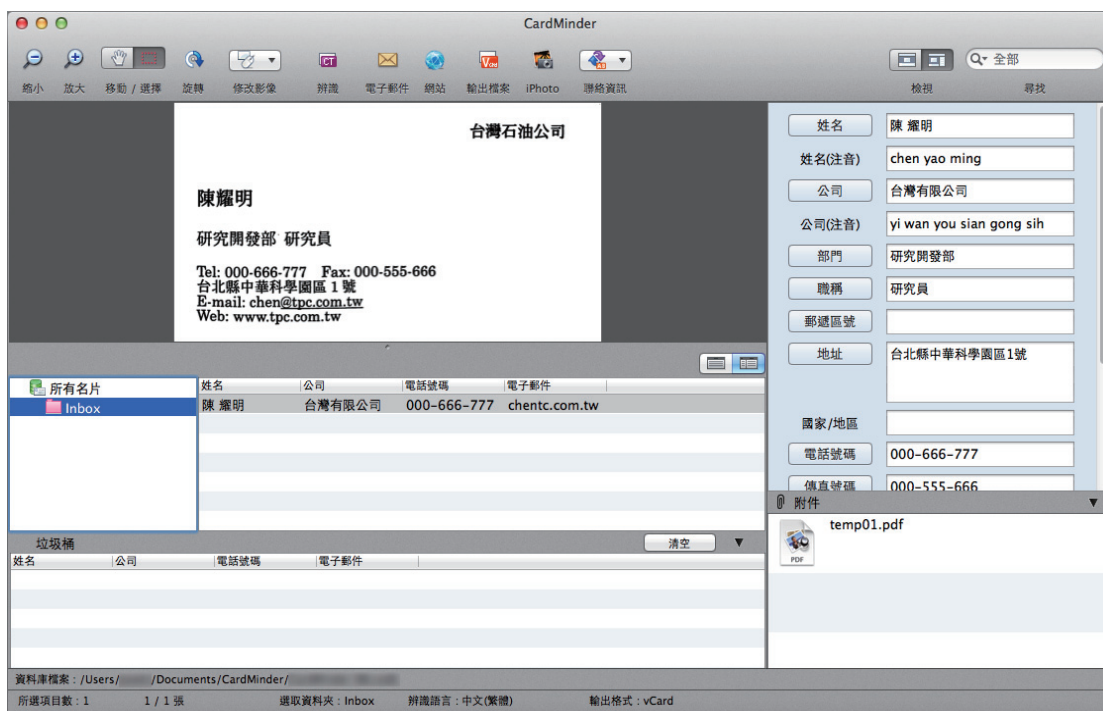 CardMinder
全部
縮小 放大 移動 / 選擇 旋轉 修改影像 辨識 電子郵件 網站 輸出檔案 iPhoto 聯絡資訊 檢視 尋找
台灣石油公司
陳耀明
研究開發部 研究員
Tel: 000-666-777 Fax: 000-555-666
台北縣中華科學園區 1 號
E-mail: chen@tpc.com.tw
Web: www.tpc.com.tw
姓名 陳 耀明
姓名(注音) chen yao ming
公司 台灣有限公司
公司(注音) yi wan you sian gong sih
部門 研究開發部
職稱 研究員
郵遞區號
地址 台北縣中華科學園區1號
國家/地區
電話號碼 000-666-777
傳真號碼 000-555-666
所有名片
Inbox
姓名 公司 電話號碼 電子郵件
陳 耀明 台灣有限公司 000-666-777 chentc.com.tw
垃圾桶 清空
姓名 公司 電話號碼 電子郵件
附件
temp01.pdf
PDF
資料庫檔案 : /Users/ /Documents/CardMinder/
所選項目數 : 1 1 / 1 張 選取資料夾 : Inbox 辨識語言 : 中文(繁體) 輸出格式 : vCard